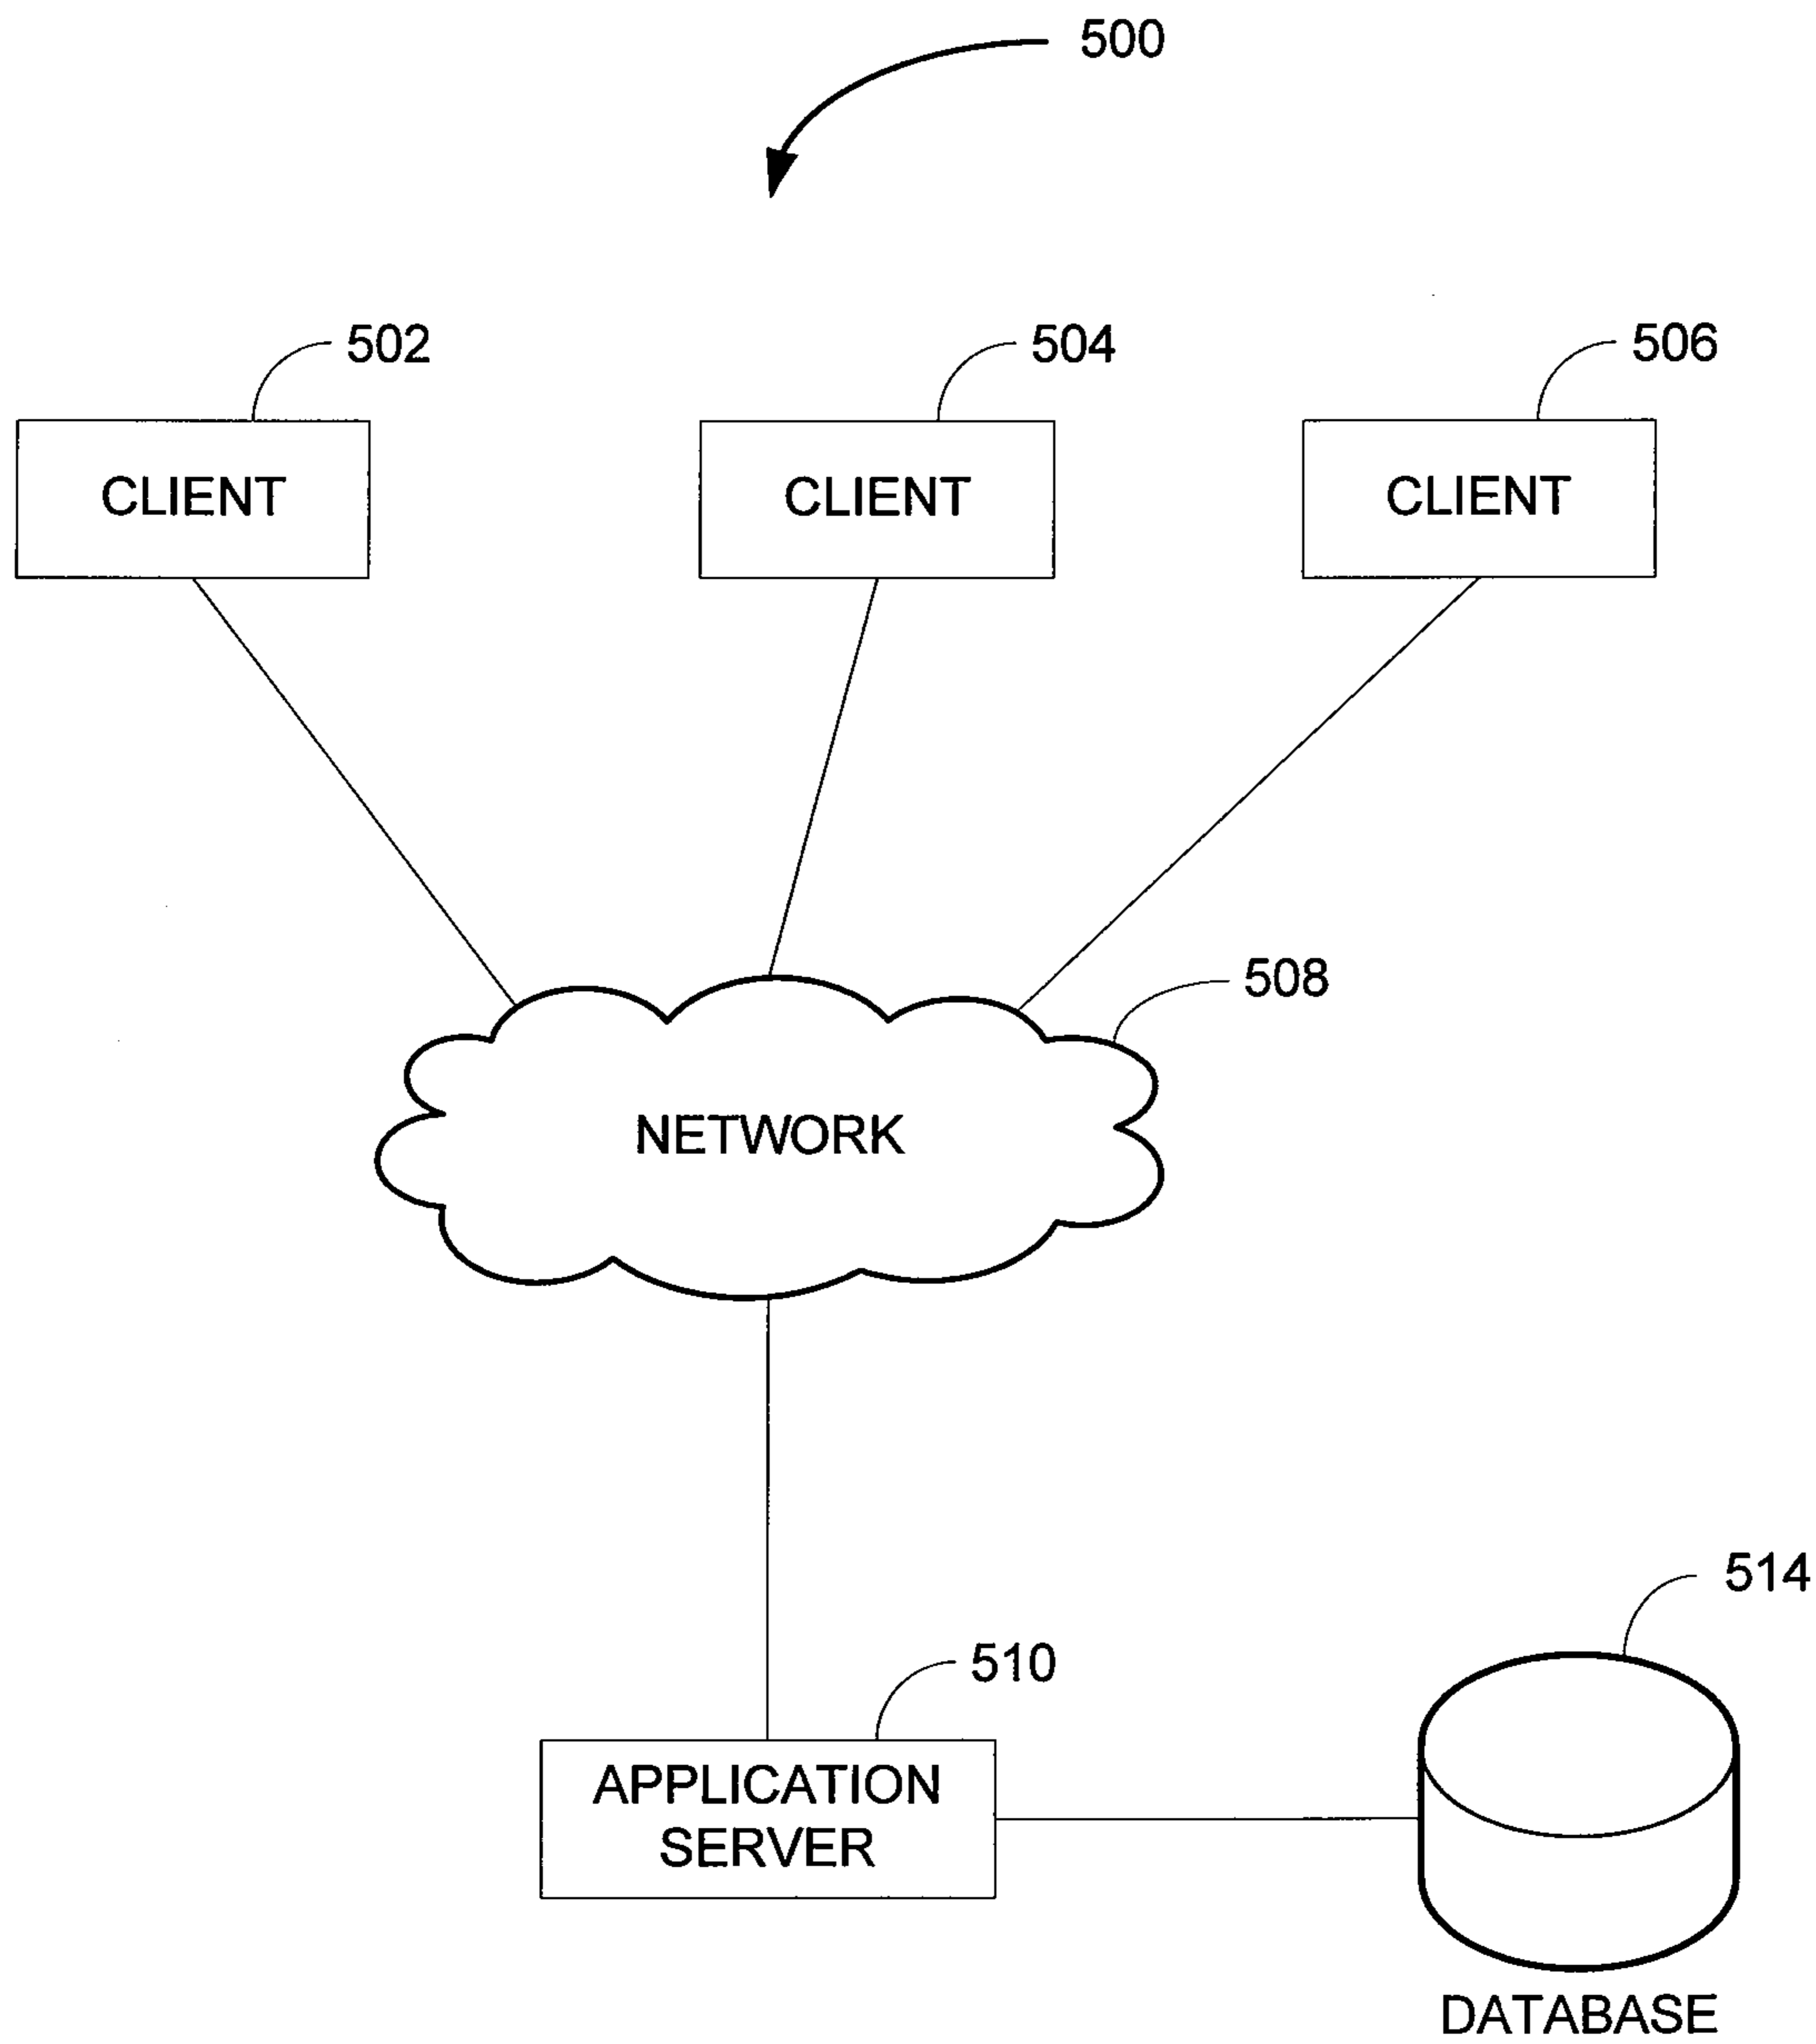 500
502
504
506
CLIENT
CLIENT
CLIENT
508
NETWORK
514
510
APPLICATION
SERVER
DATABASE